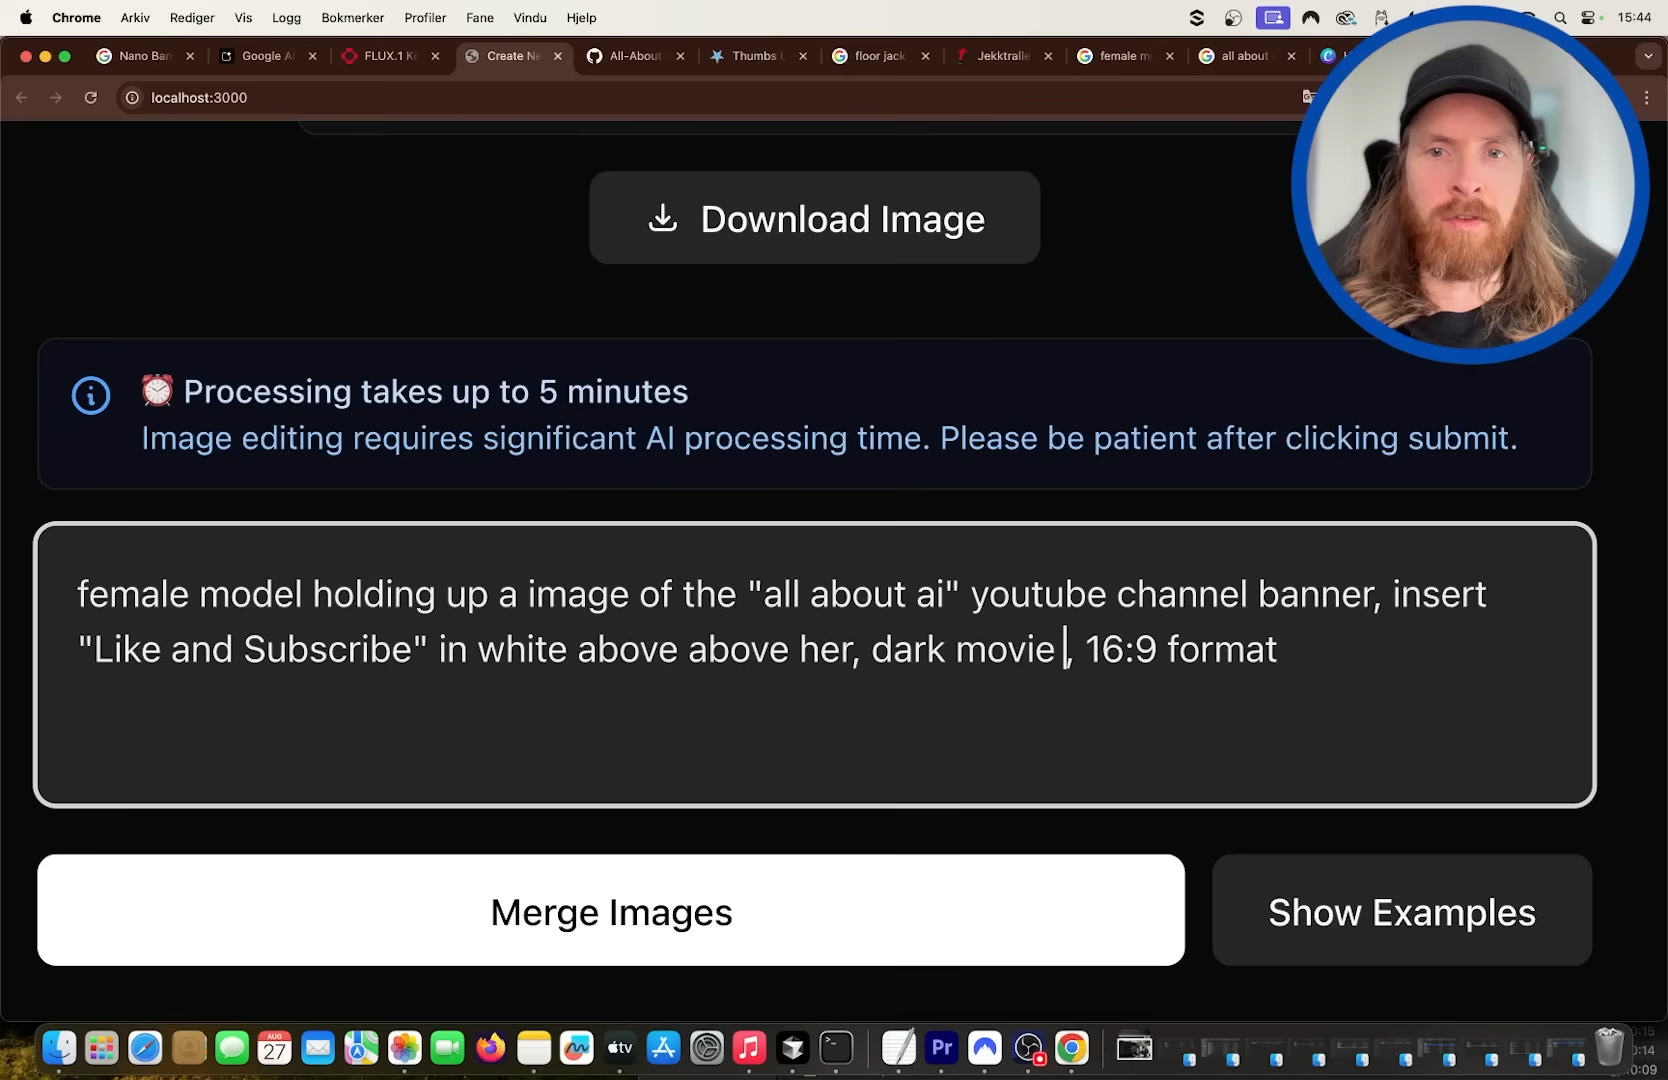 Chrome Arkiv Rediger Vis Logg Bokmerker Profiler Fane Vindu Hjelp 15:44
Nano Ban Google AI FLUX.1 Ko Create Ne All-About Thumbs floor jack Jekktralle female m all about
localhost:3000
Download Image
⏰ Processing takes up to 5 minutes
Image editing requires significant AI processing time. Please be patient after clicking submit.
female model holding up a image of the "all about ai" youtube channel banner, insert
"Like and Subscribe" in white above above her, dark movie , 16:9 format
Merge Images
Show Examples
AUG
27
tv
Pr